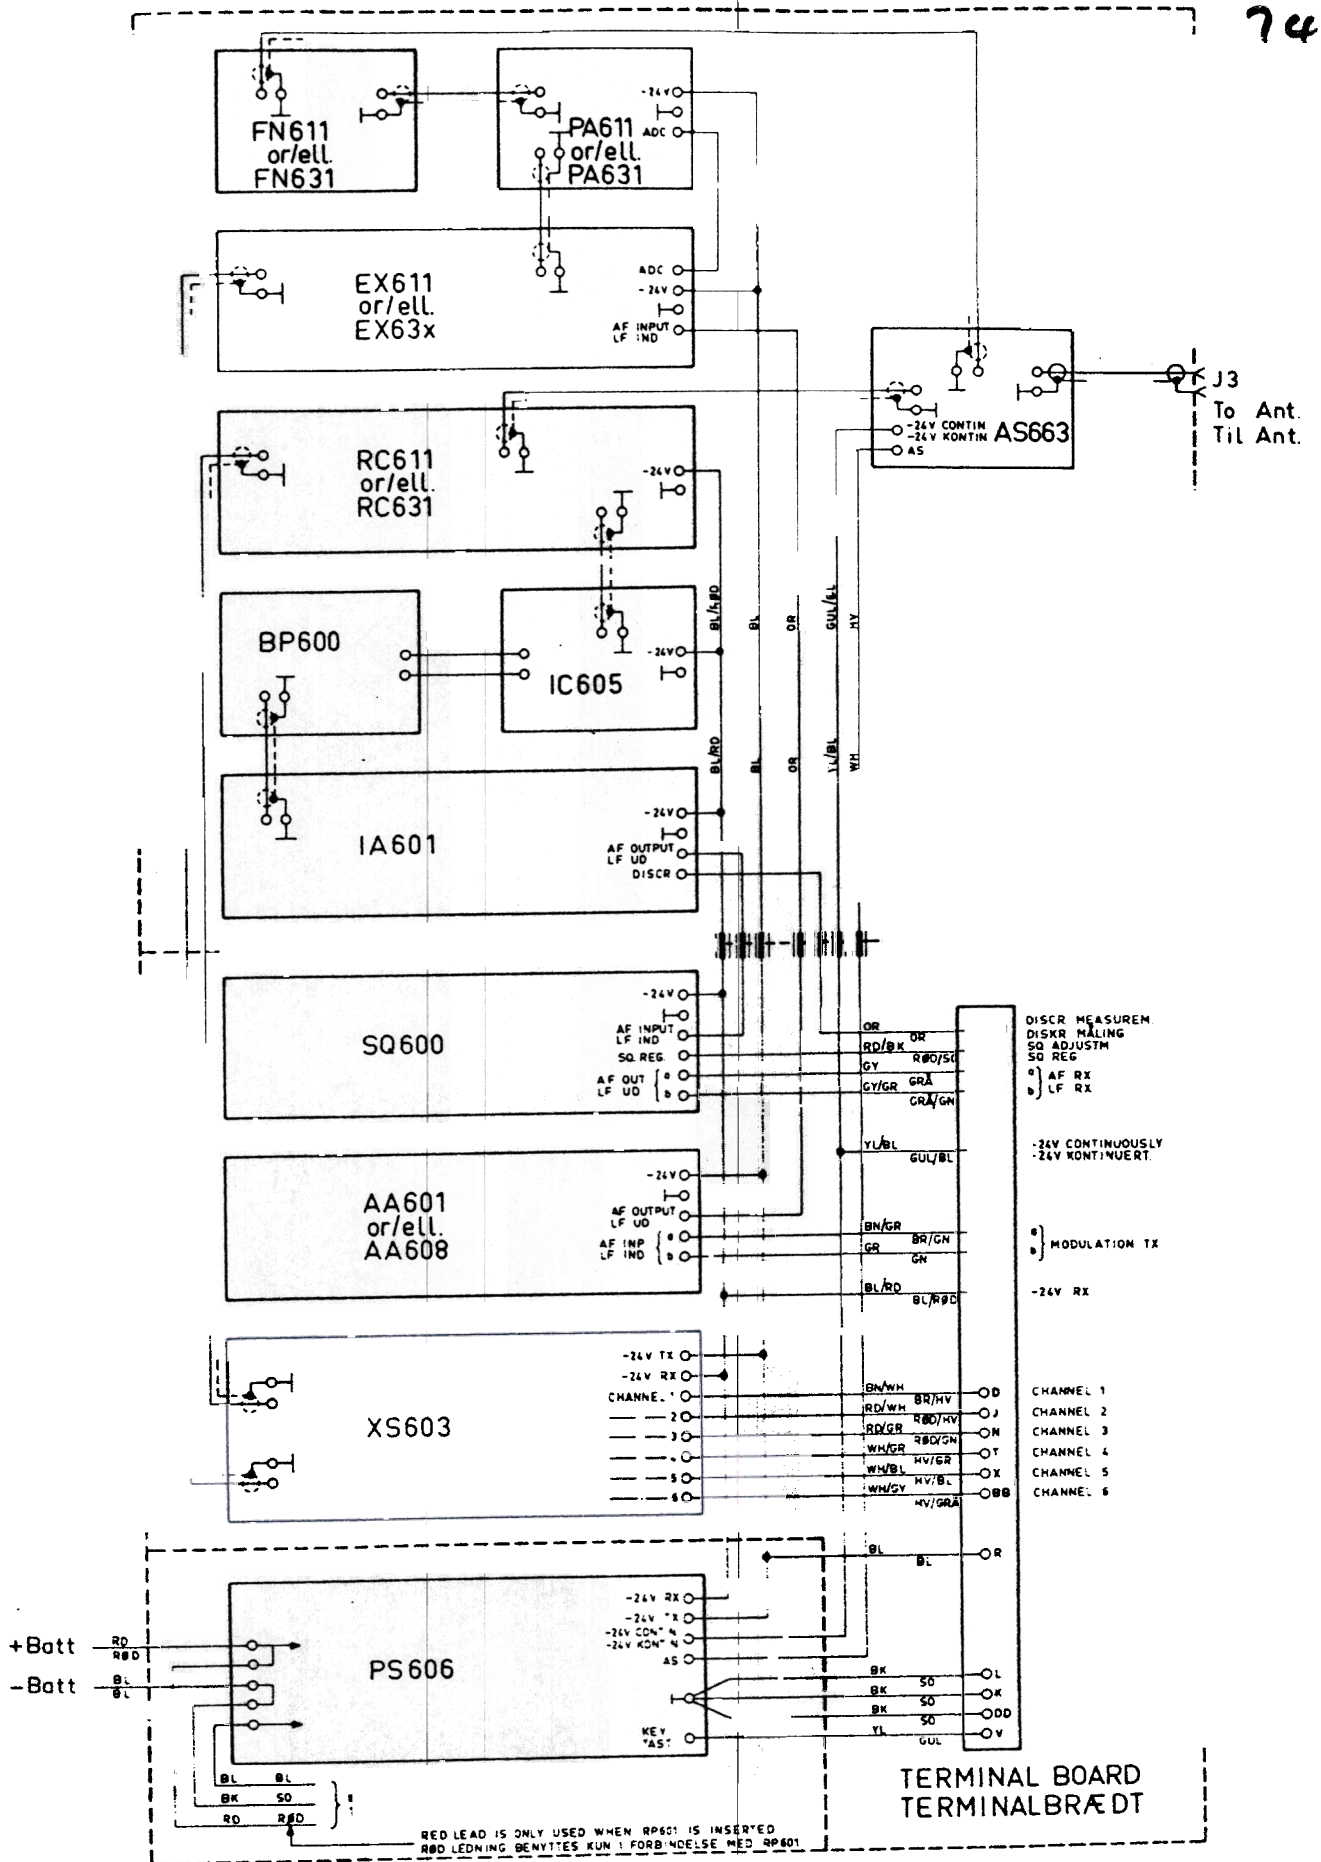 74
FN611
or/ell.
FN631
PA611
or/ell.
PA631
-24V
ADC
EX611
or/ell.
EX63x
ADC
-24V
AF INPUT
LF IND
AS663
-24V CONTIN
-24V KONTIN
AS
J3
To Ant.
Til Ant.
RC611
or/ell.
RC631
-24V
BP600
IC605
-24V
BL
OR
HV
BL/RD
BL
OR
YL/BL
WH
IA601
-24V
AF OUTPUT
LF UD
DISCR
SQ600
-24V
AF INPUT
LF IND
SQ REG.
AF OUT
LF UD
a
b
OR
OR
RD/BK
GY
GRÅ
GY/GR
GRÅ/GN
DISCR MEASUREM.
DISKR MÅLING
SQ ADJUSTM
SQ REG
a
b
AF RX
LF RX
YL/BL
GUL/BL
-24V CONTINUOUSLY
-24V KONTINUERT.
AA601
or/ell.
AA608
-24V
AF OUTPUT
LF UD
AF INP
LF IND
a
b
BN/GR
BR/GN
GR
GN
a
b
MODULATION TX
BL/RD
BL/RØD
-24V RX
XS603
-24V TX
-24V RX
CHANNEL 1
2
3
4
5
6
BN/WH
BR/HV
D
CHANNEL 1
RD/WH
RØD/HV
J
CHANNEL 2
RD/GR
RØD/GN
N
CHANNEL 3
WH/GR
HV/GR
T
CHANNEL 4
WH/BL
HV/BL
X
CHANNEL 5
WH/GY
HV/GRÅ
BB
CHANNEL 6
BL
BL
R
PS606
-24V RX
-24V TX
-24V CONTIN
-24V KONTIN
AS
KEY
TAST
+Batt
RD
RØD
-Batt
BL
BL
BK
SO
L
BK
SO
K
BK
SO
DD
YL
GUL
V
BL BL
BK SO
RD RØD
RED LEAD IS ONLY USED WHEN RP601 IS INSERTED
RØD LEDNING BENYTTES KUN I FORBINDELSE MED RP601
TERMINAL BOARD
TERMINALBRÆDT